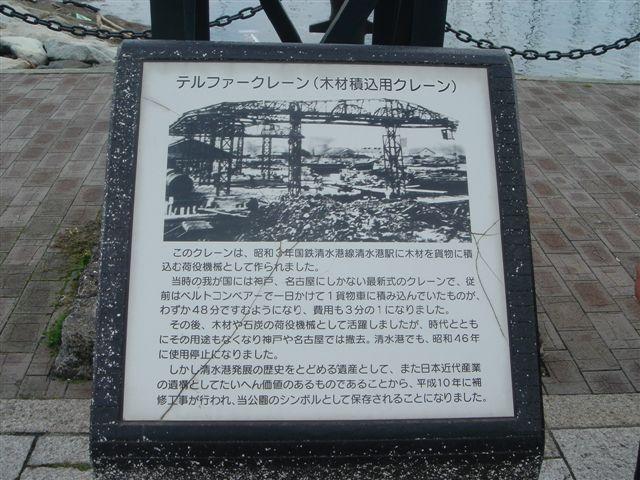 テルファークレーン（木材積込用クレーン）
このクレーンは、昭和３年国鉄清水港線清水港駅に木材を貨物に積
込む荷役機械として作られました。
当時の我が国には神戸、名古屋にしかない最新式のクレーンで、従
前はベルトコンベアーで一日かけて１貨物車に積み込んでいたものが、
わずか４８分ですむようになり、費用も３分の１になりました。
その後、木材や石炭の荷役機械として活躍しましたが、時代ととも
にその用途もなくなり神戸や名古屋では撤去。清水港でも、昭和４６年
に使用停止になりました。
しかし清水港発展の歴史をとどめる遺産として、また日本近代産業
の遺構としてたいへん価値のあるものであることから、平成１０年に補
修工事が行われ、当公園のシンボルとして保存されることになりました。